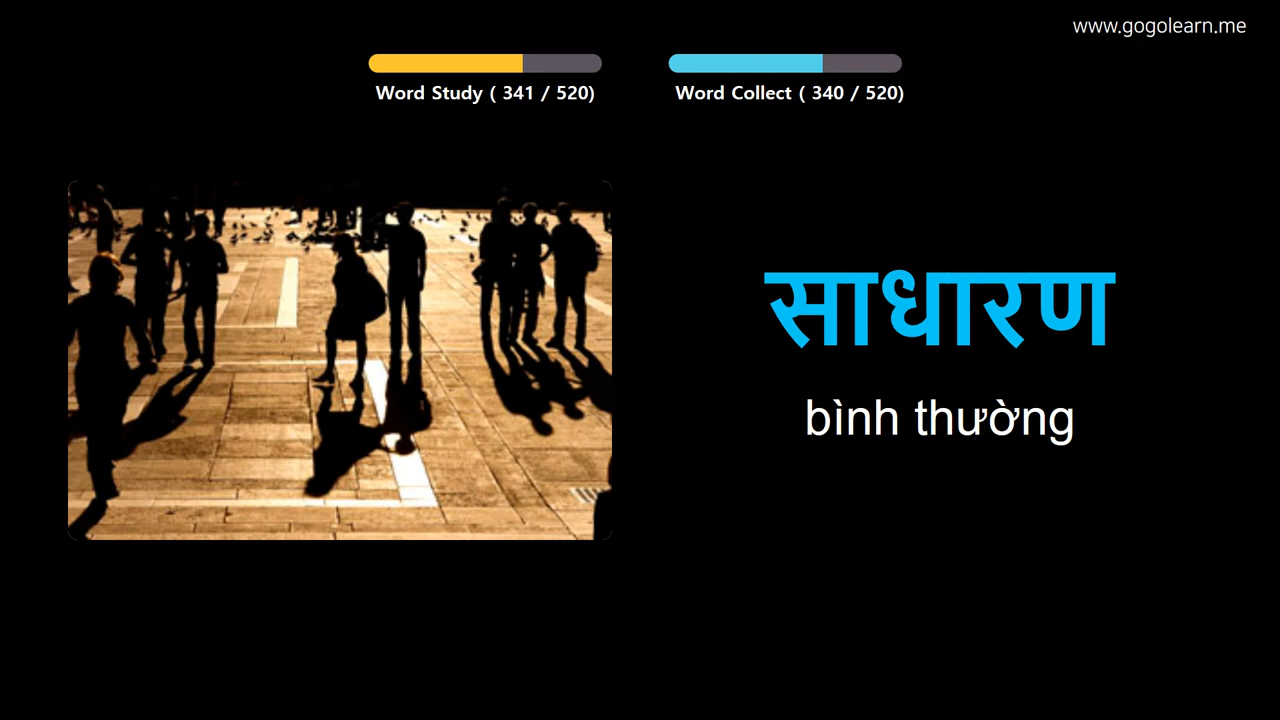 www.gogolearn.me
Word Study ( 341 / 520)
Word Collect ( 340 / 520)
साधारण
bình thường